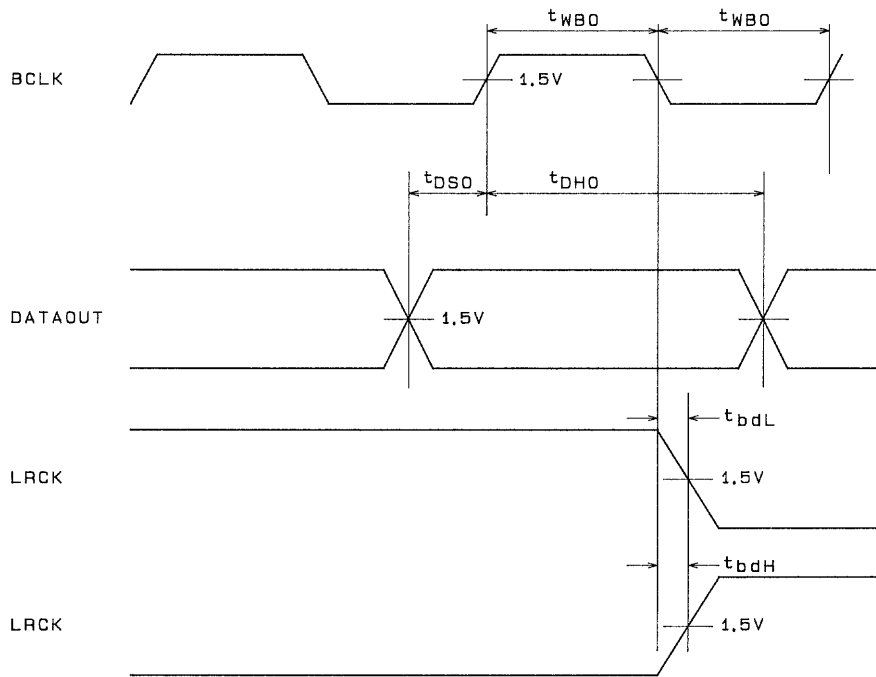 tWBO tWBO
BCLK 1.5V
tDSO tDHO
DATAOUT 1.5V
tbdL
LRCK 1.5V
tbdH
LRCK 1.5V